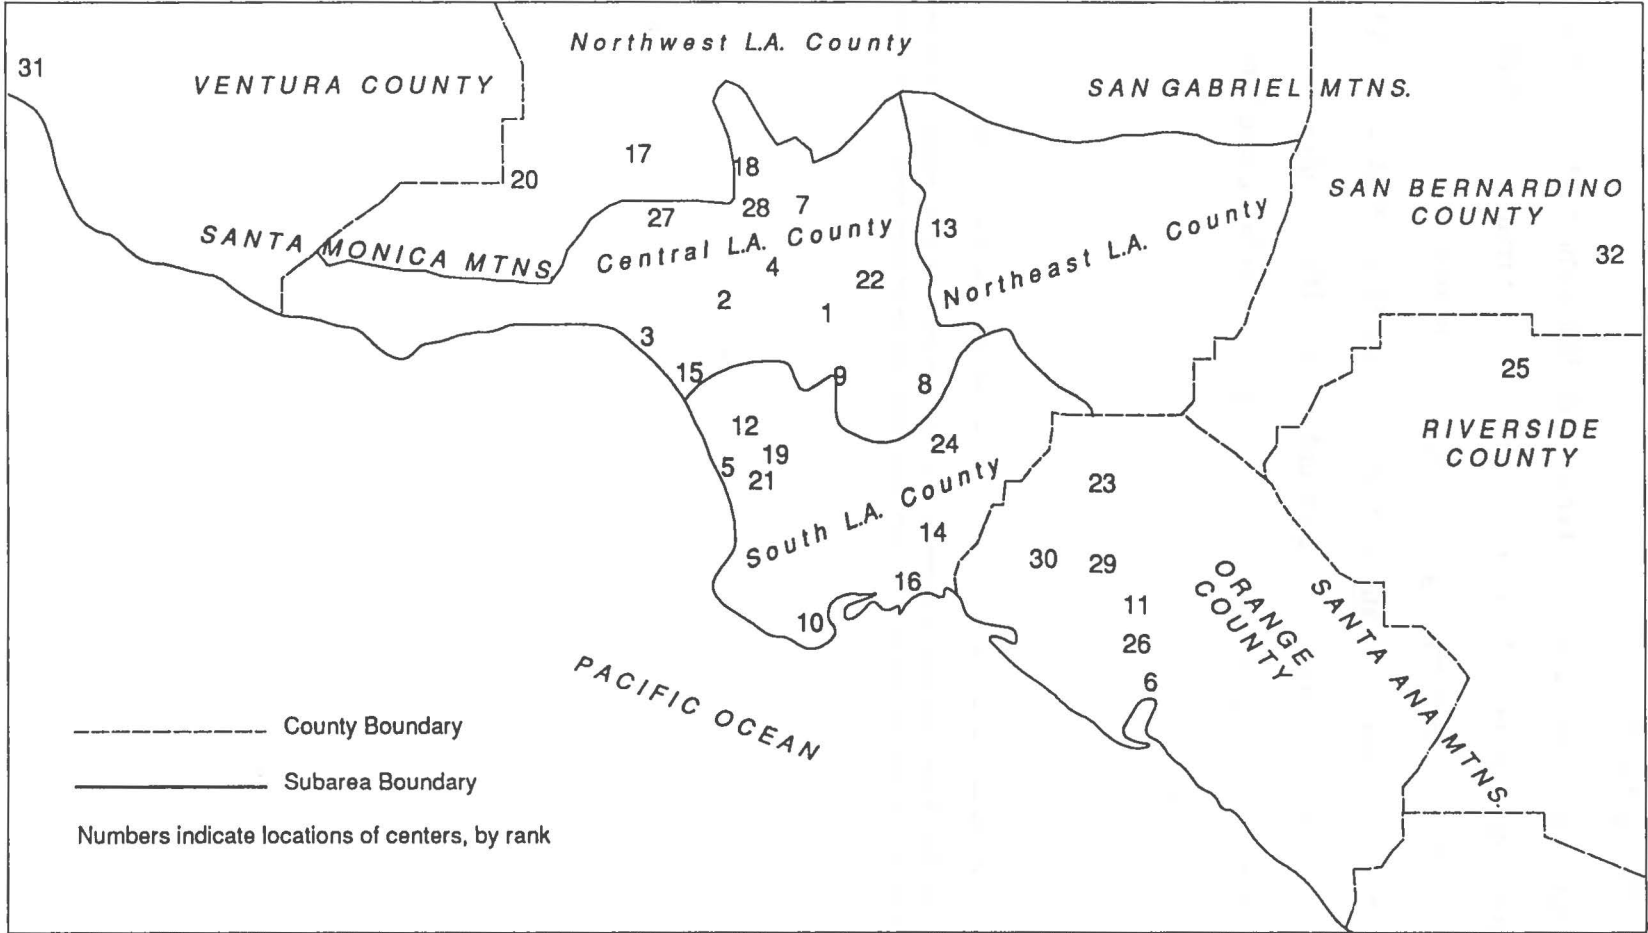 Northwest L.A. County
31
VENTURA COUNTY
SAN GABRIEL MTNS.
17
18
20
SAN BERNARDINO
COUNTY
27
28
7
13
SANTA MONICA MTNS.
Central L.A. County
Northeast L.A. County
32
4
22
2
1
3
15
9
8
25
12
24
RIVERSIDE
COUNTY
19
5
21
23
South L.A. County
14
30
29
16
11
10
26
6
ORANGE
COUNTY
SANTA ANA MTNS.
PACIFIC OCEAN
County Boundary
Subarea Boundary
Numbers indicate locations of centers, by rank